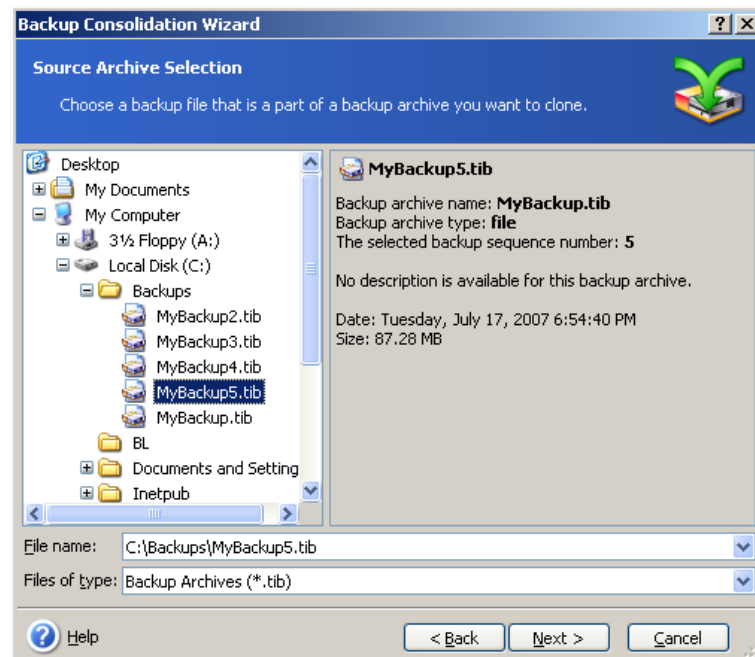 Backup Consolidation Wizard
Source Archive Selection
Choose a backup file that is a part of a backup archive you want to clone.
Desktop
My Documents
My Computer
3½ Floppy (A:)
Local Disk (C:)
Backups
MyBackup2.tib
MyBackup3.tib
MyBackup4.tib
MyBackup5.tib
MyBackup.tib
BL
Documents and Setting
Inetpub
MyBackup5.tib
Backup archive name: MyBackup.tib
Backup archive type: file
The selected backup sequence number: 5
No description is available for this backup archive.
Date: Tuesday, July 17, 2007 6:54:40 PM
Size: 87.28 MB
File name: C:\Backups\MyBackup5.tib
Files of type: Backup Archives (*.tib)
Help
< Back
Next >
Cancel